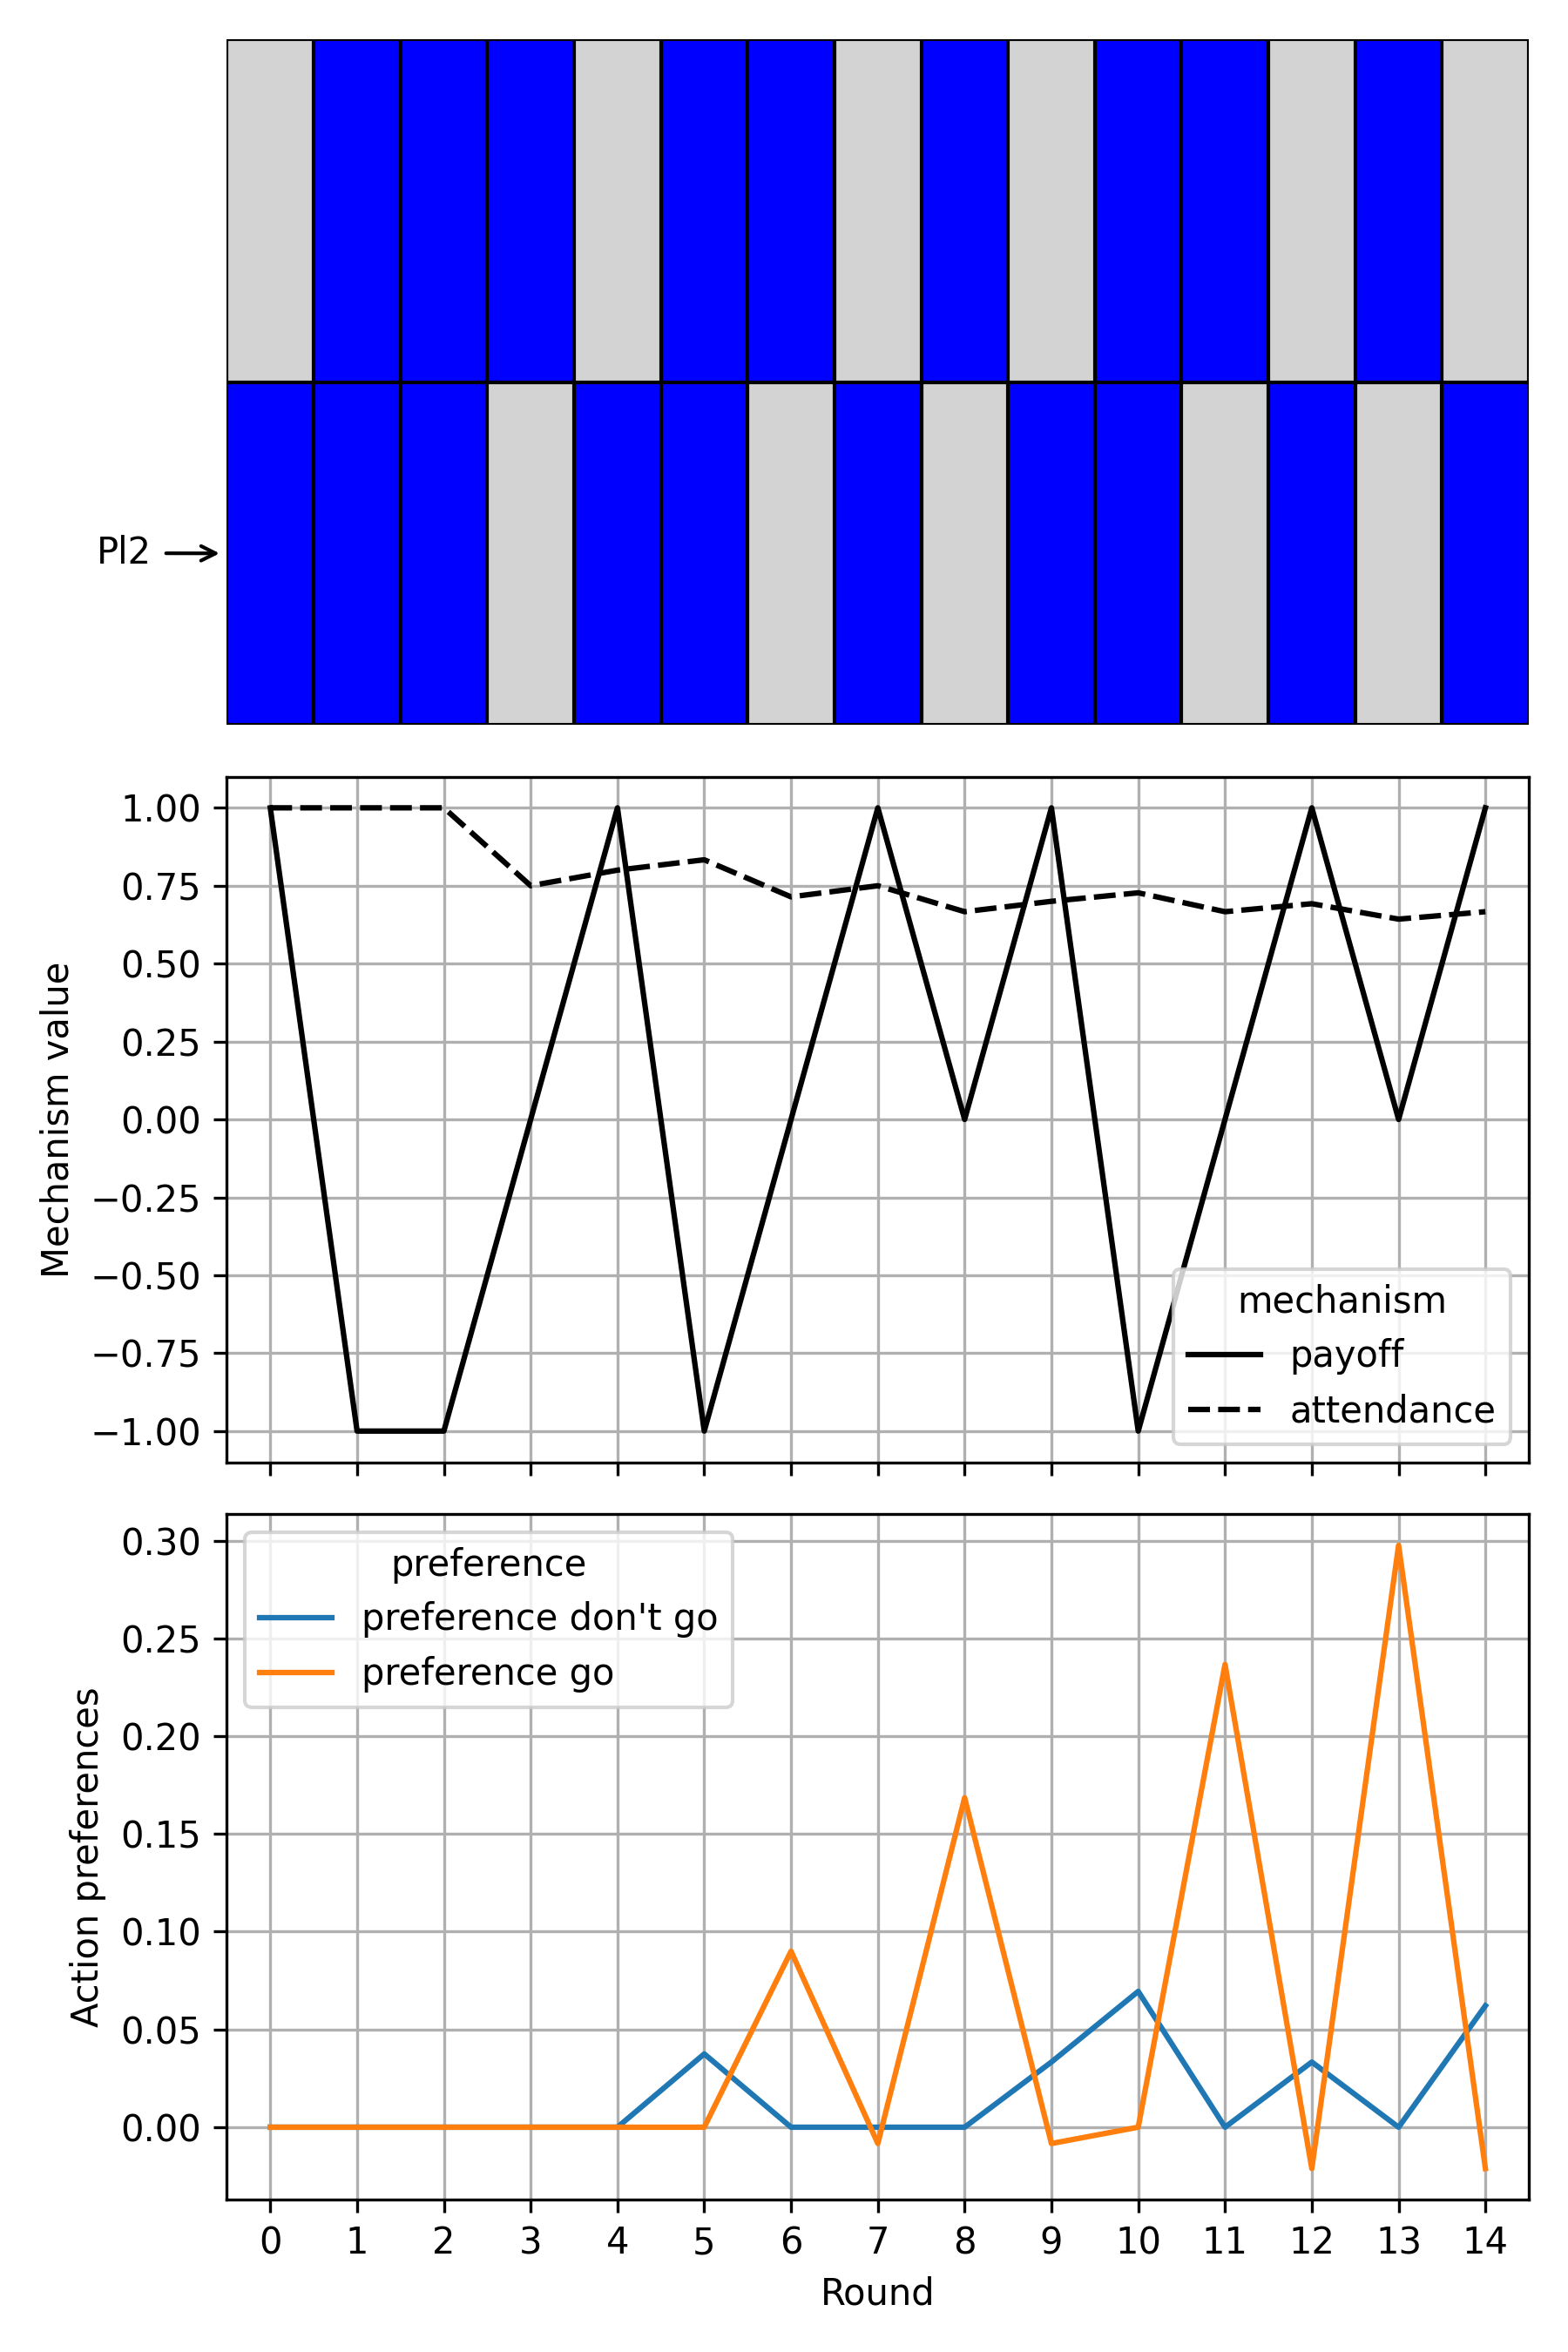 Pl2
1.00
0.75
0.50
0.25
0.00
−0.25
−0.50
−0.75
−1.00
Mechanism value
mechanism
payoff
attendance
0.30
0.25
0.20
0.15
0.10
0.05
0.00
Action preferences
preference
preference don't go
preference go
0 1 2 3 4 5 6 7 8 9 10 11 12 13 14
Round